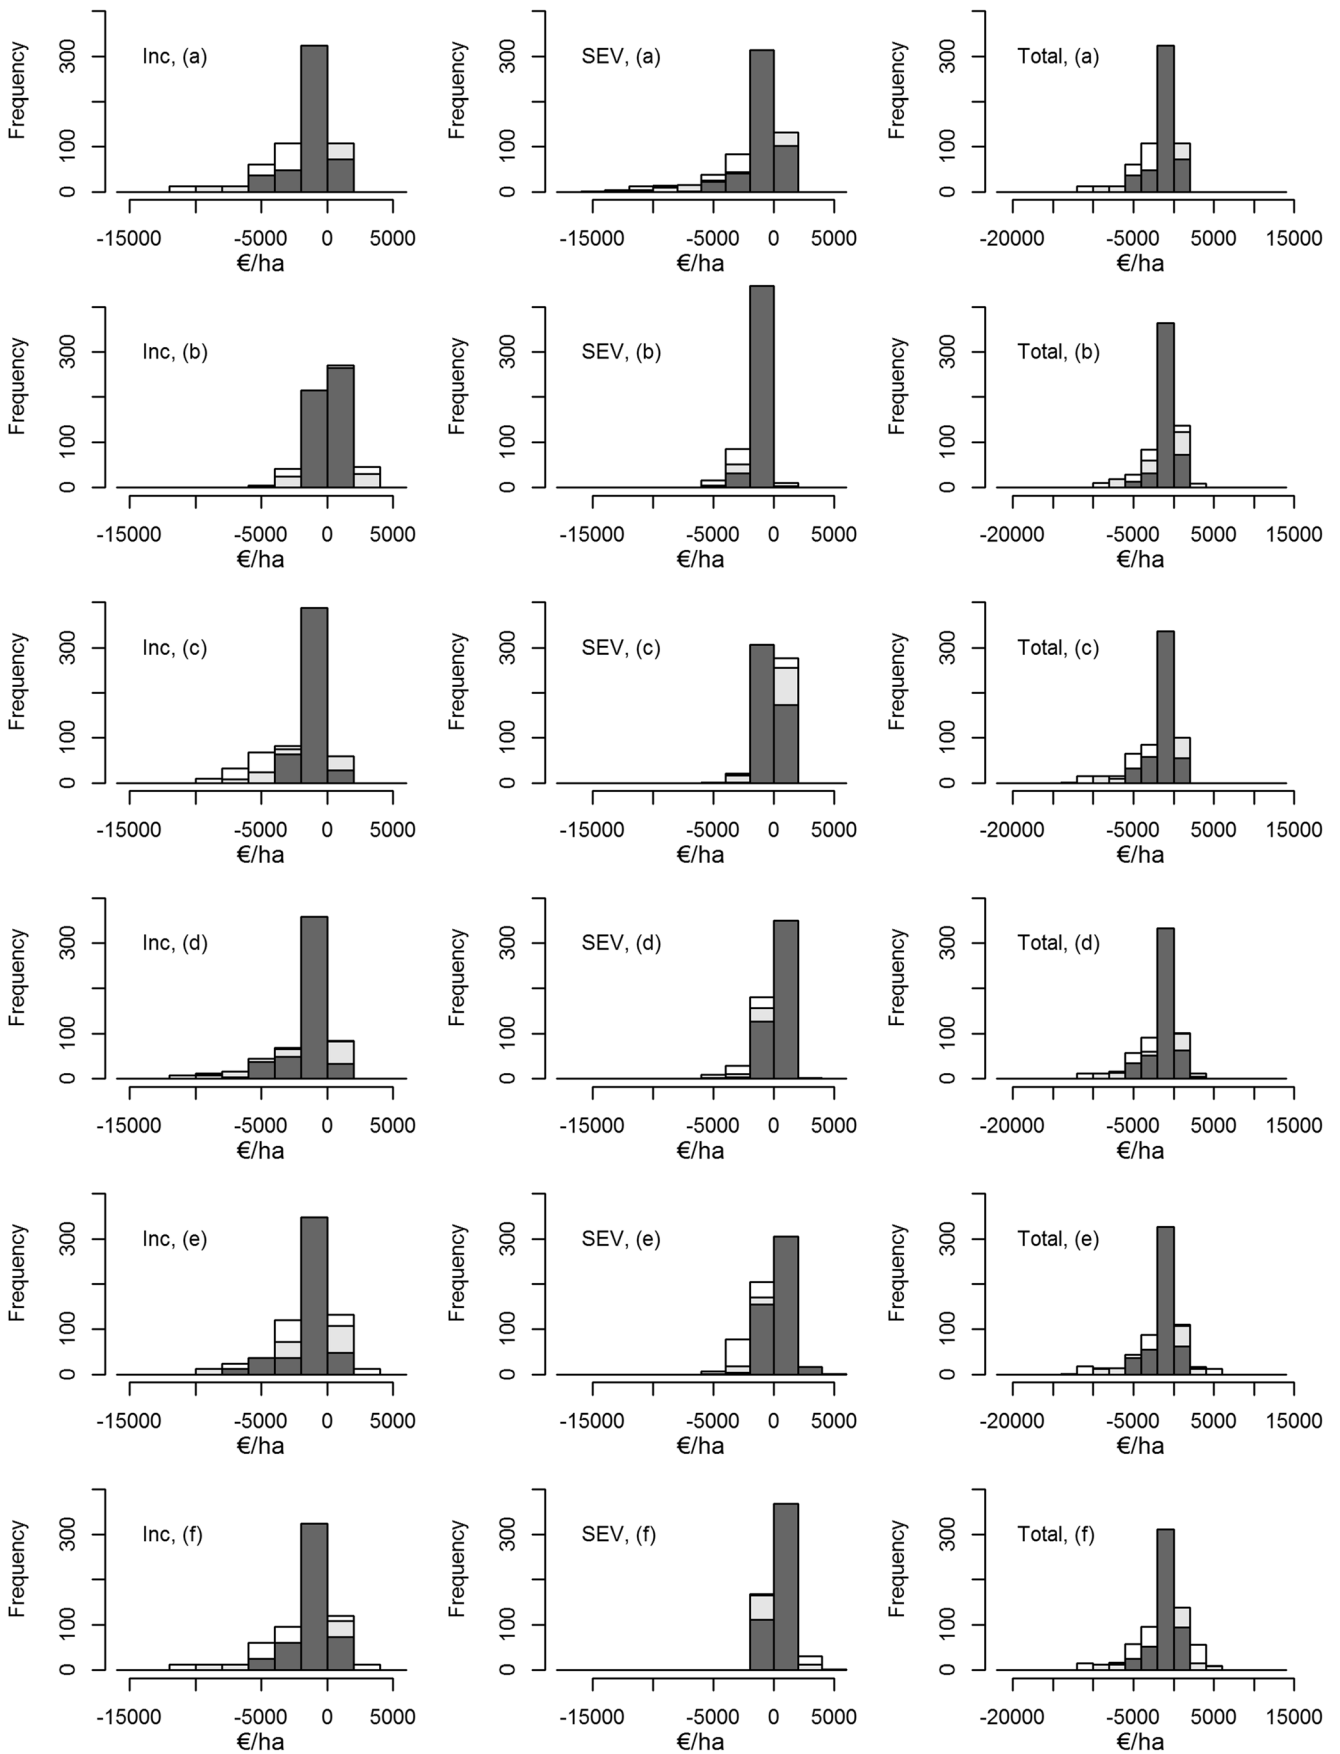 Frequency
0 100 300
Inc, (a)
-15000 -5000 0 5000
€/ha
Frequency
0 100 300
SEV, (a)
-15000 -5000 0 5000
€/ha
Frequency
0 100 300
Total, (a)
-20000 -5000 5000 15000
€/ha
Frequency
0 100 300
Inc, (b)
-15000 -5000 0 5000
€/ha
Frequency
0 100 300
SEV, (b)
-15000 -5000 0 5000
€/ha
Frequency
0 100 300
Total, (b)
-20000 -5000 5000 15000
€/ha
Frequency
0 100 300
Inc, (c)
-15000 -5000 0 5000
€/ha
Frequency
0 100 300
SEV, (c)
-15000 -5000 0 5000
€/ha
Frequency
0 100 300
Total, (c)
-20000 -5000 5000 15000
€/ha
Frequency
0 100 300
Inc, (d)
-15000 -5000 0 5000
€/ha
Frequency
0 100 300
SEV, (d)
-15000 -5000 0 5000
€/ha
Frequency
0 100 300
Total, (d)
-20000 -5000 5000 15000
€/ha
Frequency
0 100 300
Inc, (e)
-15000 -5000 0 5000
€/ha
Frequency
0 100 300
SEV, (e)
-15000 -5000 0 5000
€/ha
Frequency
0 100 300
Total, (e)
-20000 -5000 5000 15000
€/ha
Frequency
0 100 300
Inc, (f)
-15000 -5000 0 5000
€/ha
Frequency
0 100 300
SEV, (f)
-15000 -5000 0 5000
€/ha
Frequency
0 100 300
Total, (f)
-20000 -5000 5000 15000
€/ha